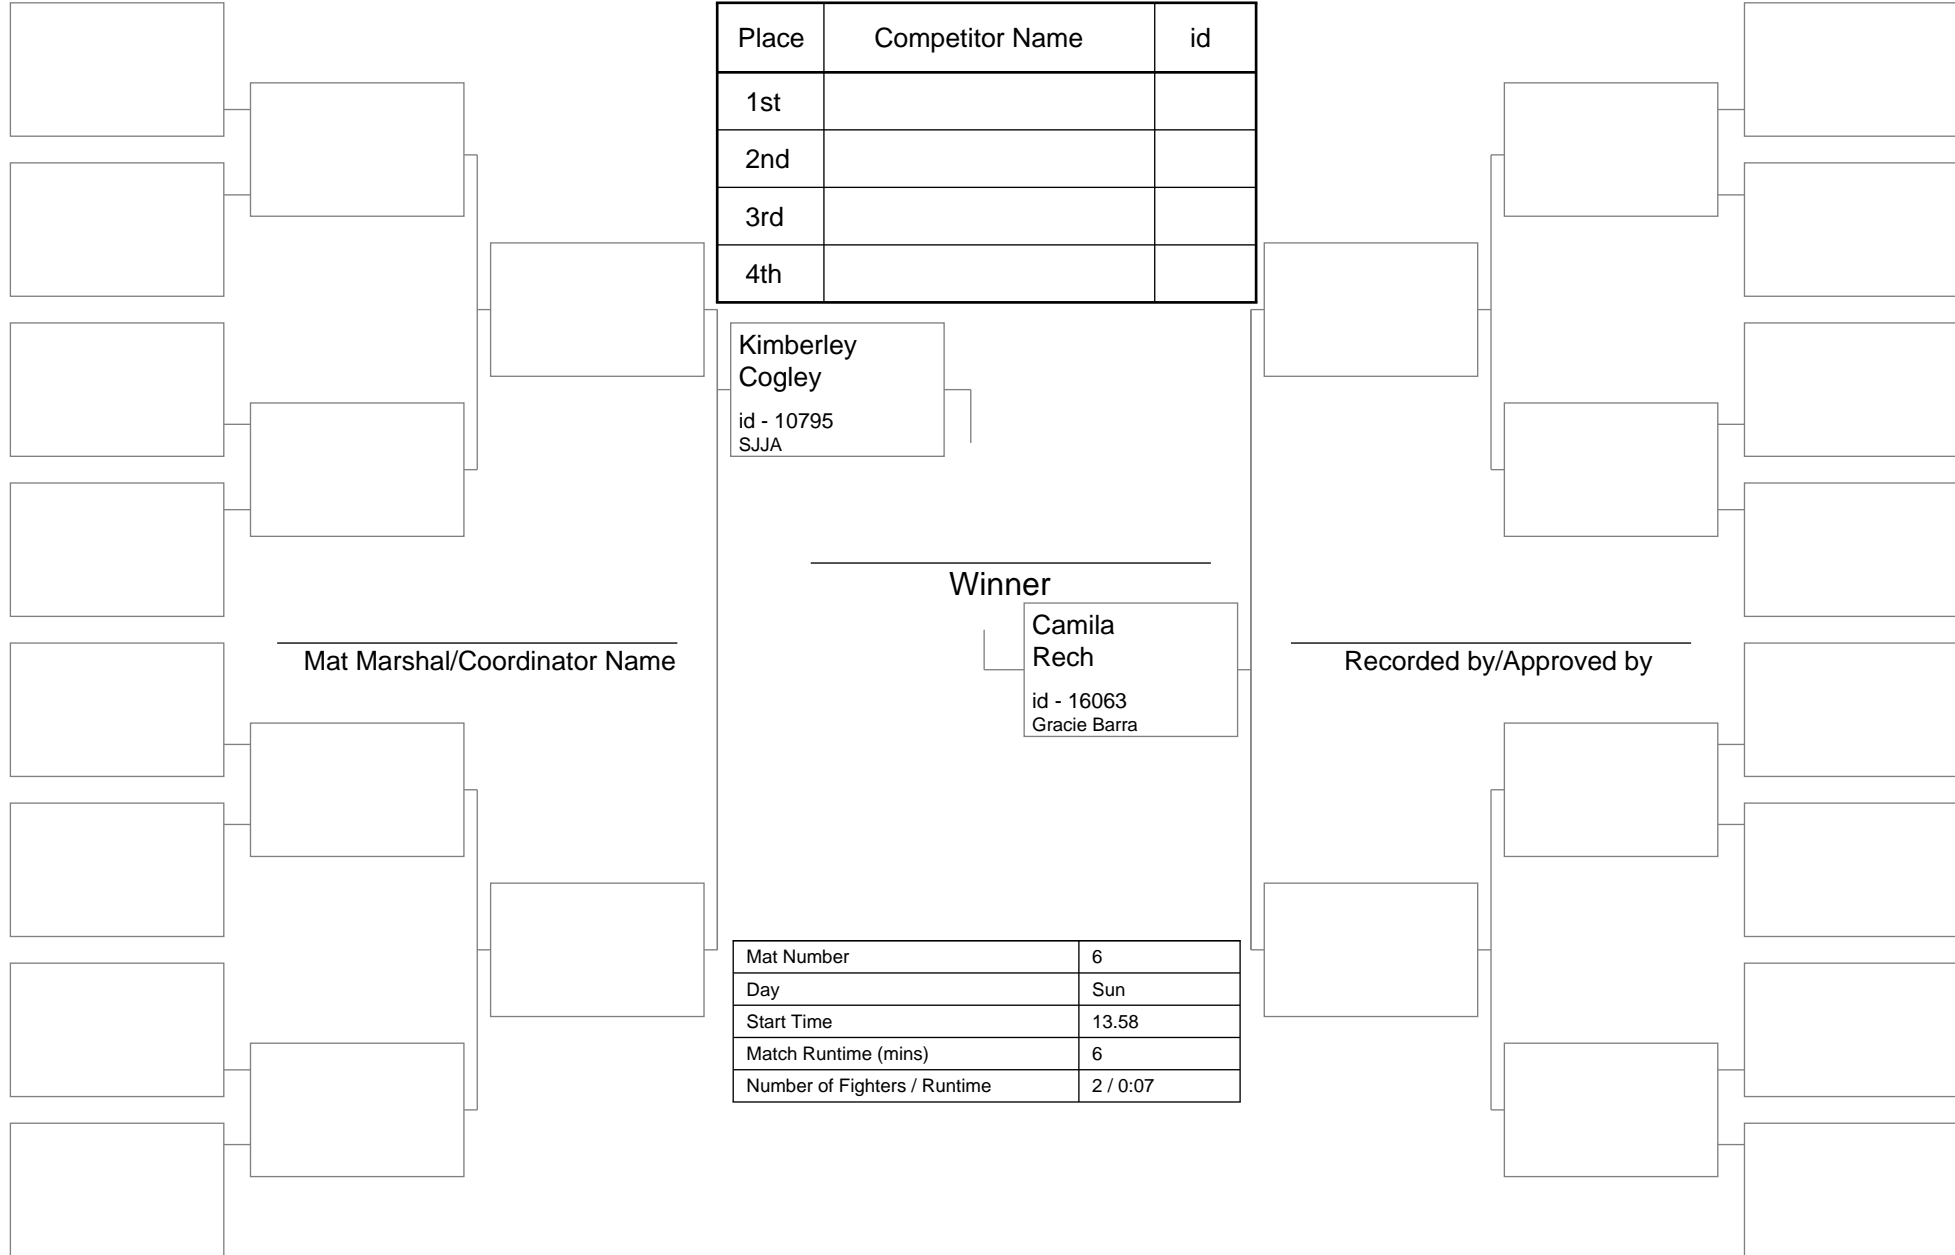 Place Competitor Name id
1st
2nd
3rd
4th
Kimberley
Cogley
id - 10795
SJJA
Winner
Camila
Rech
id - 16063
Gracie Barra
Mat Marshal/Coordinator Name
Recorded by/Approved by
Mat Number 6
Day Sun
Start Time 13.58
Match Runtime (mins) 6
Number of Fighters / Runtime 2 / 0:07